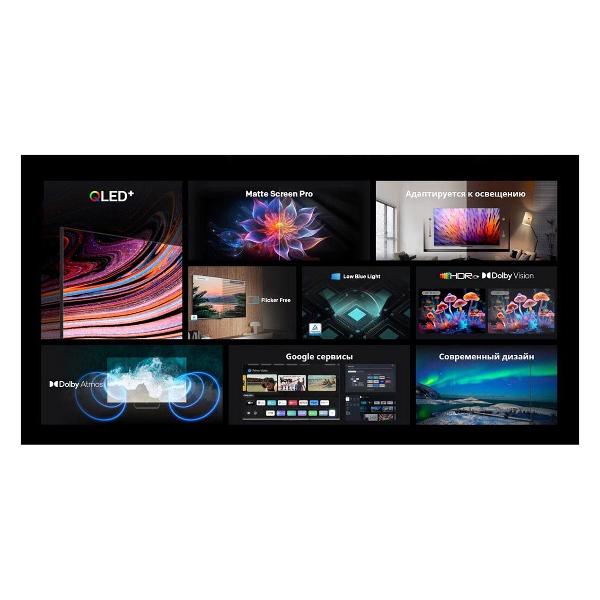 QLED+
Matte Screen Pro
Адаптируется к освещению
Flicker Free
Low Blue Light
HDR
Dolby Vision
Dolby Atmos
Google сервисы
Современный дизайн